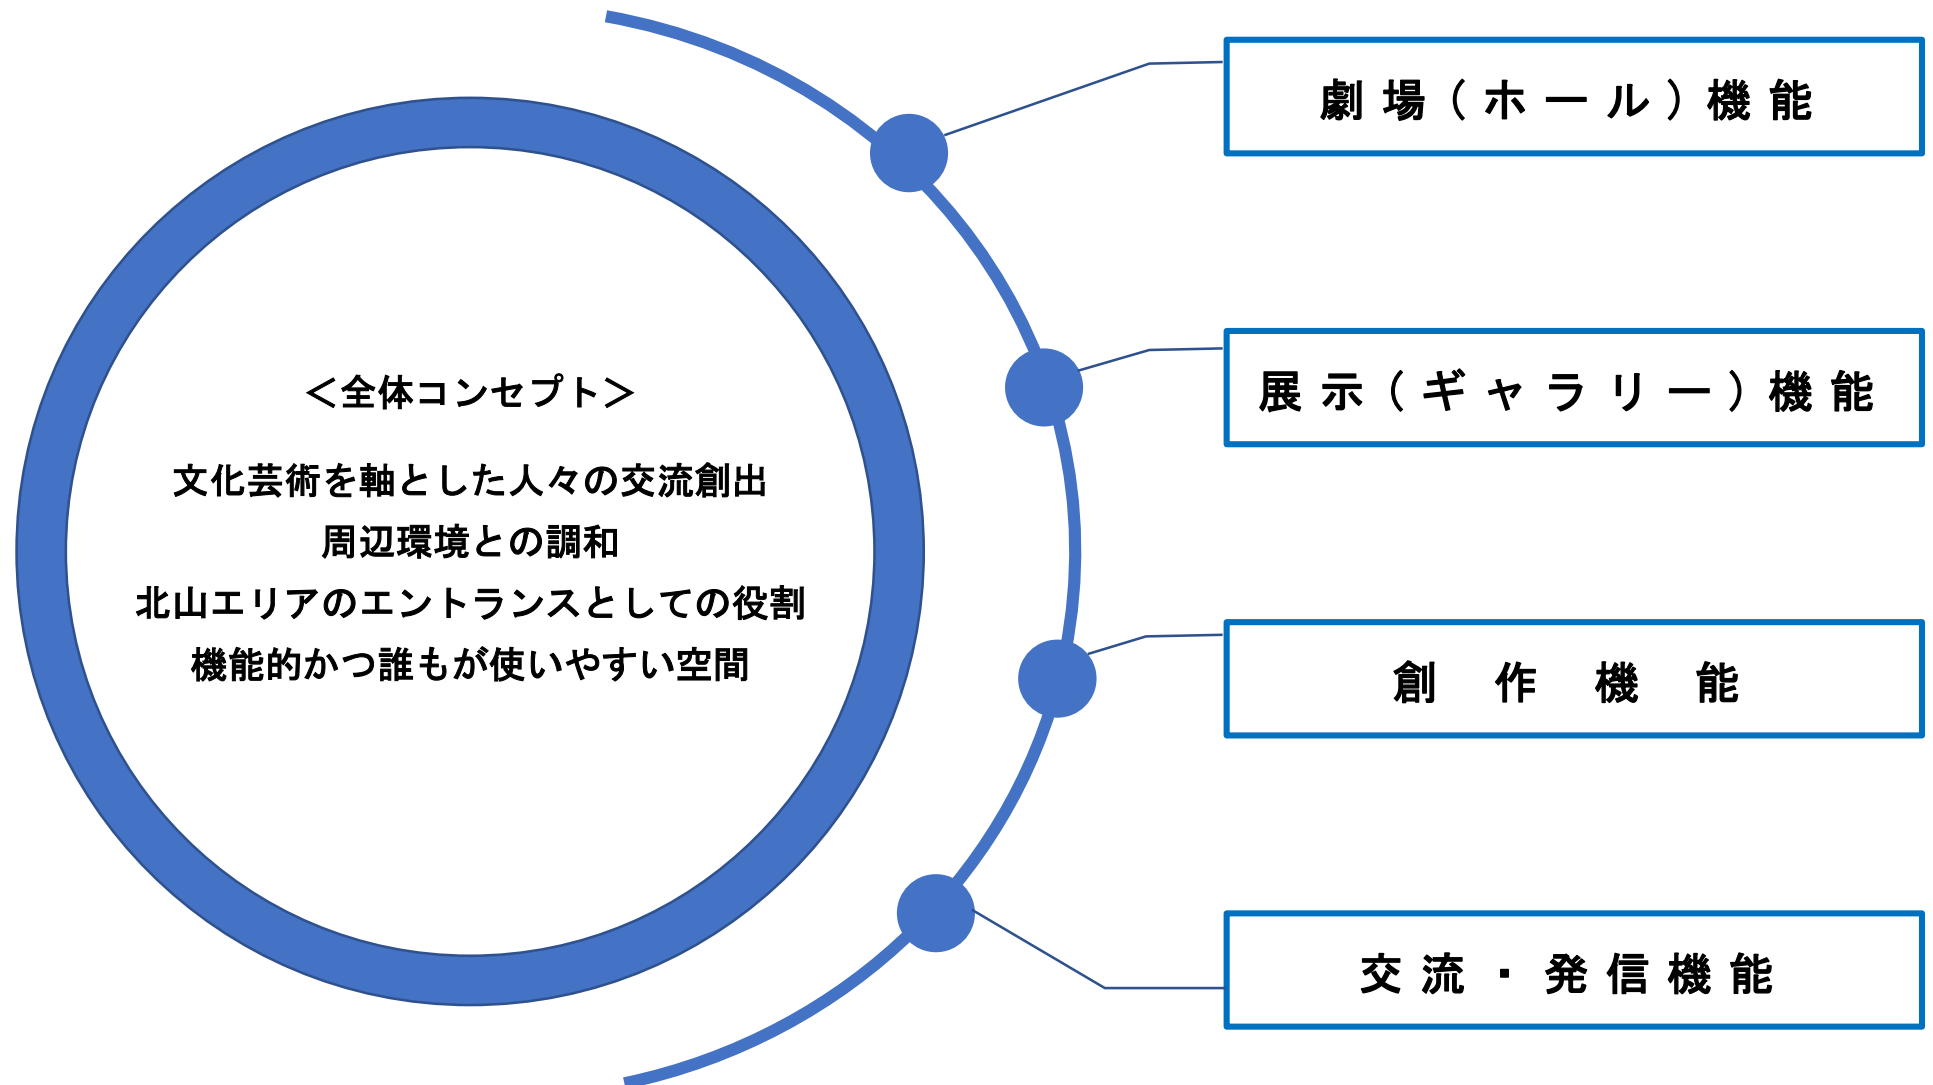 ＜全体コンセプト＞
文化芸術を軸とした人々の交流創出
周辺環境との調和
北山エリアのエントランスとしての役割
機能的かつ誰もが使いやすい空間
劇場（ホール）機能
展示（ギャラリー）機能
創作機能
交流・発信機能